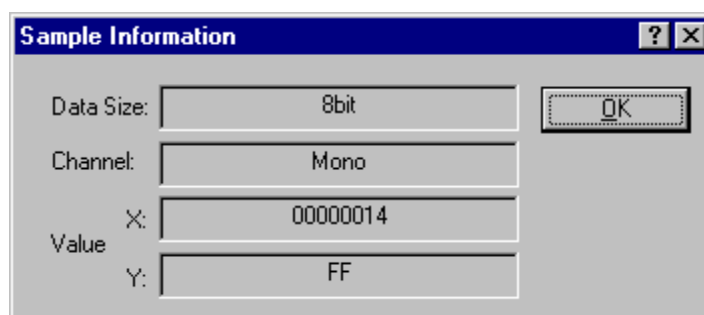 Sample Information
Data Size: 8bit OK
Channel: Mono
X: 00000014
Value
Y: FF